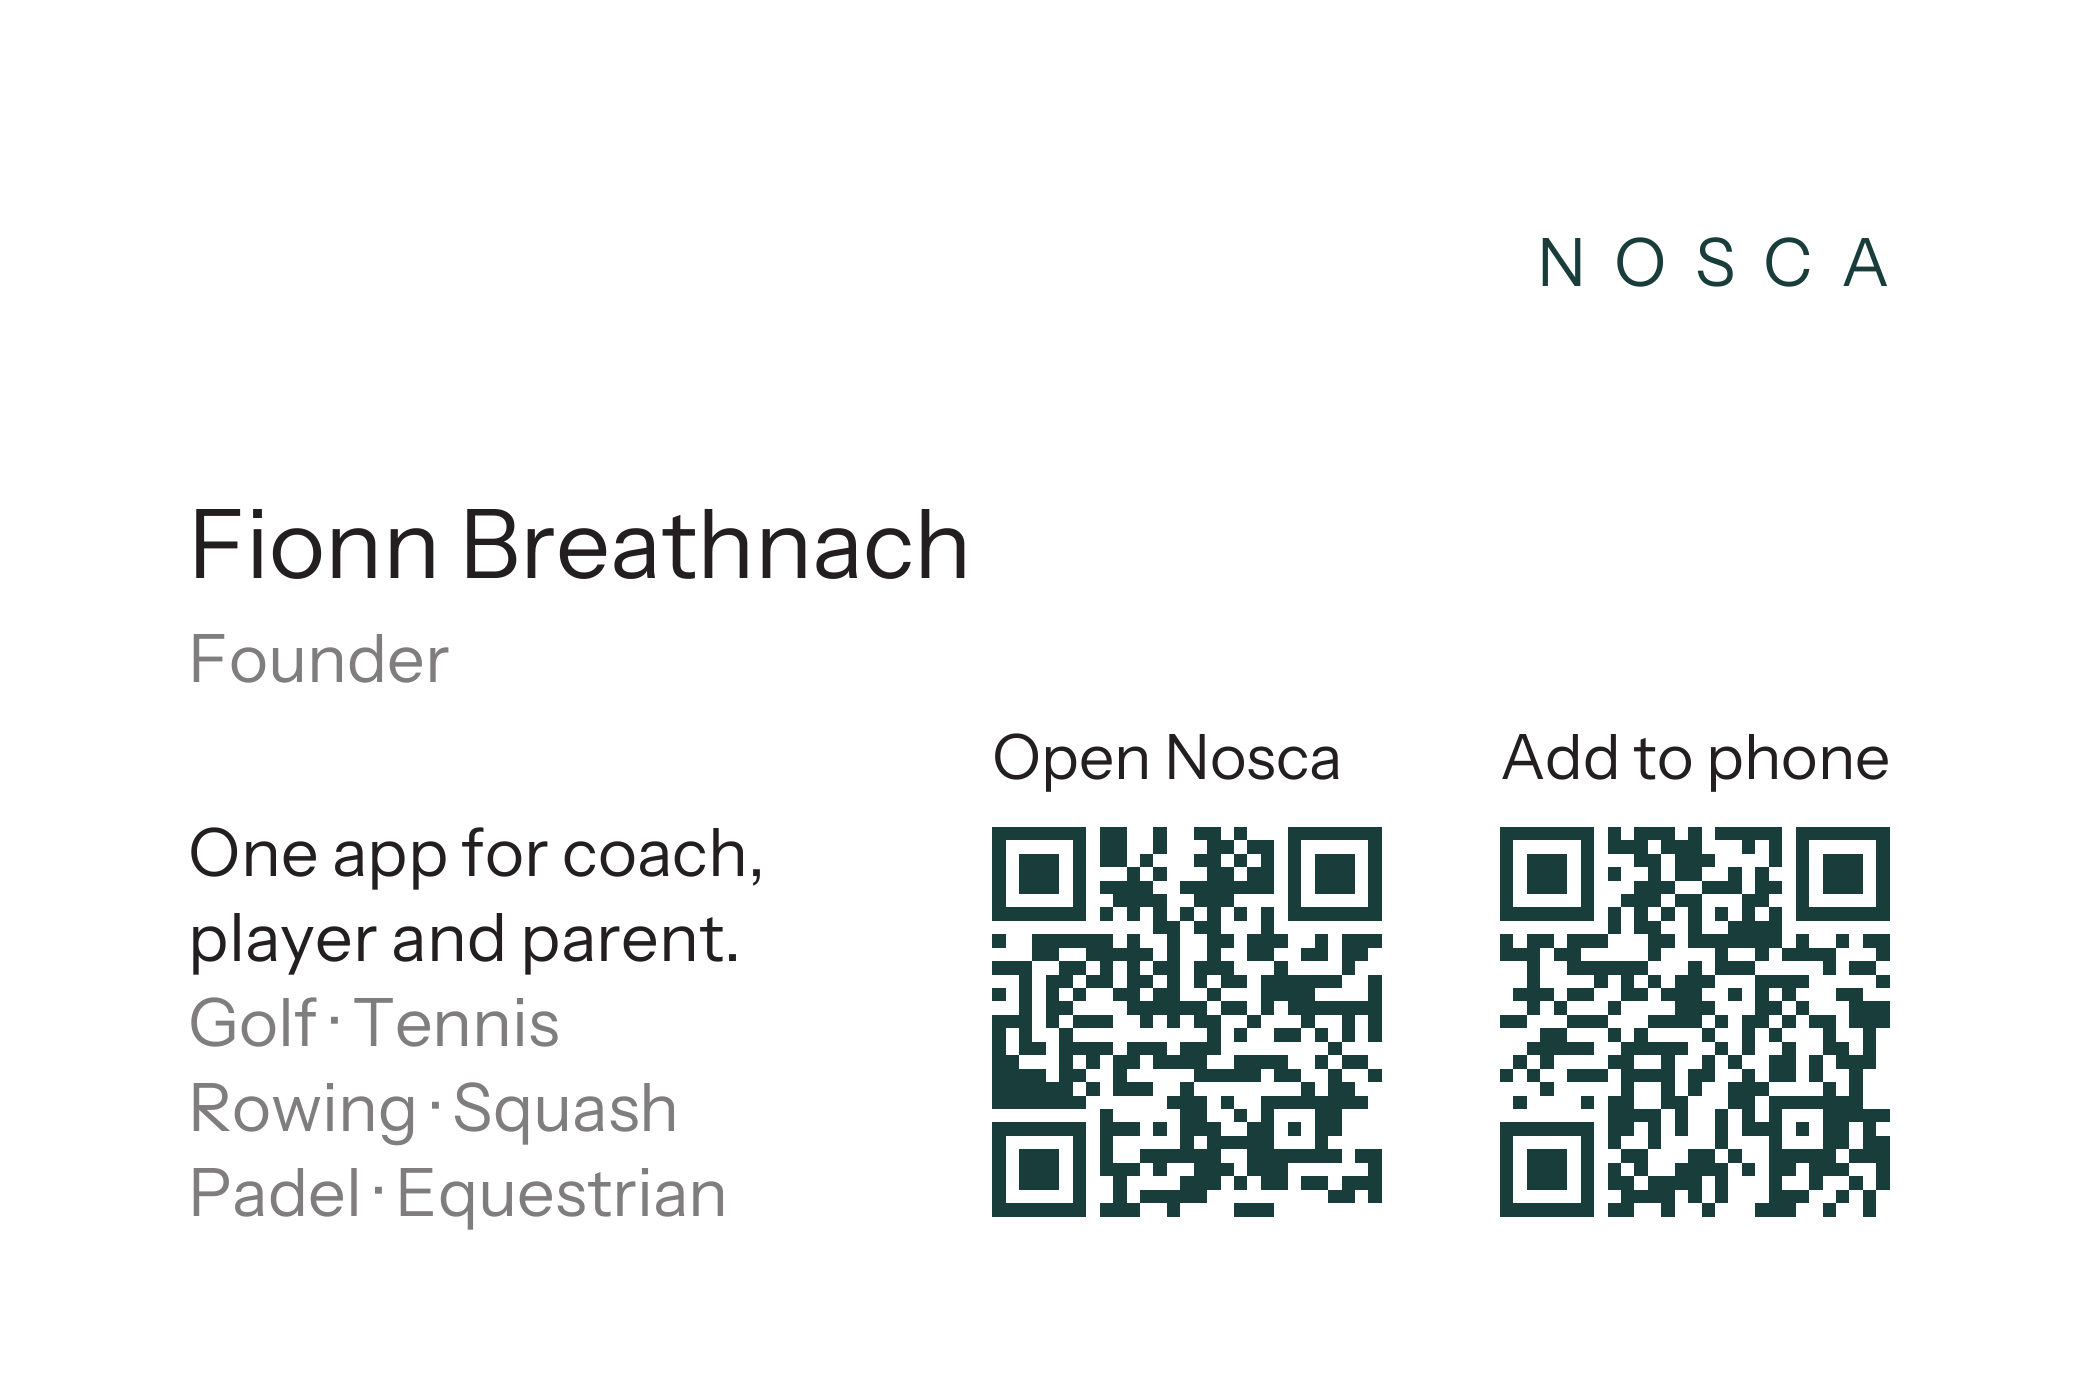 NOSCA
Fionn Breathnach
Founder
One app for coach,
player and parent.
Golf · Tennis
Rowing · Squash
Padel · Equestrian
Open Nosca
Add to phone